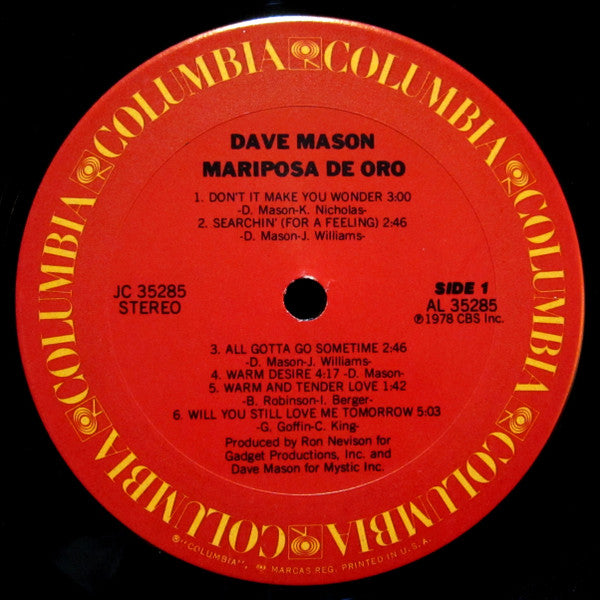 COLUMBIA COLUMBIA COLUMBIA COLUMBIA COLUMBIA COLUMBIA
DAVE MASON
MARIPOSA DE ORO
1. DON'T IT MAKE YOU WONDER 3:00
-D. Mason-K. Nicholas-
2. SEARCHIN' (FOR A FEELING) 2:46
-D. Mason-J. Williams-
JC 35285
STEREO
SIDE 1
AL 35285
Ⓟ1978 CBS Inc.
3. ALL GOTTA GO SOMETIME 2:46
-D. Mason-J. Williams-
4. WARM DESIRE 4:17 -D. Mason-
5. WARM AND TENDER LOVE 1:42
-B. Robinson-I. Berger-
6. WILL YOU STILL LOVE ME TOMORROW 5:03
-G. Goffin-C. King-
Produced by Ron Nevison for
Gadget Productions, Inc. and
Dave Mason for Mystic Inc.
®"COLUMBIA", MARCAS REG. PRINTED IN U.S.A.